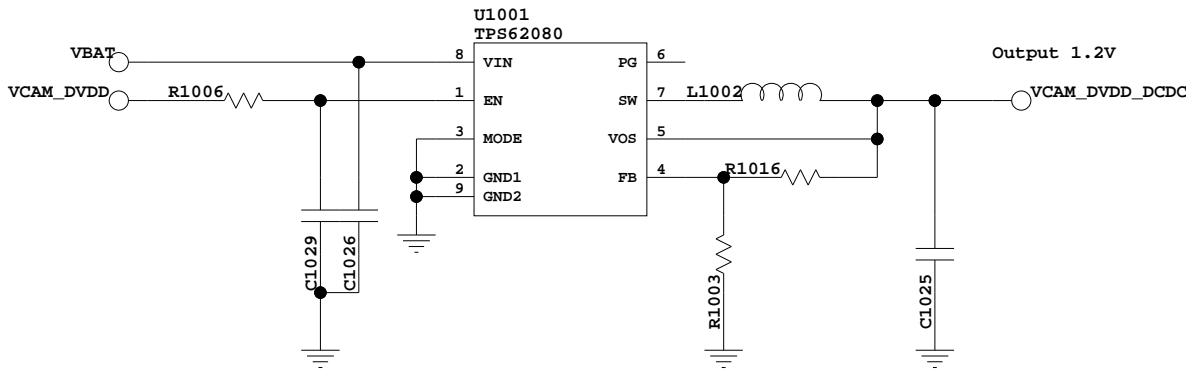 U1001
TPS62080
VBAT
8
VIN
PG
6
Output 1.2V
VCAM_DVDD
R1006
1
EN
SW
7
L1002
VCAM_DVDD_DCDC
3
MODE
VOS
5
2
GND1
FB
4
R1016
9
GND2
C1029
C1026
R1003
C1025